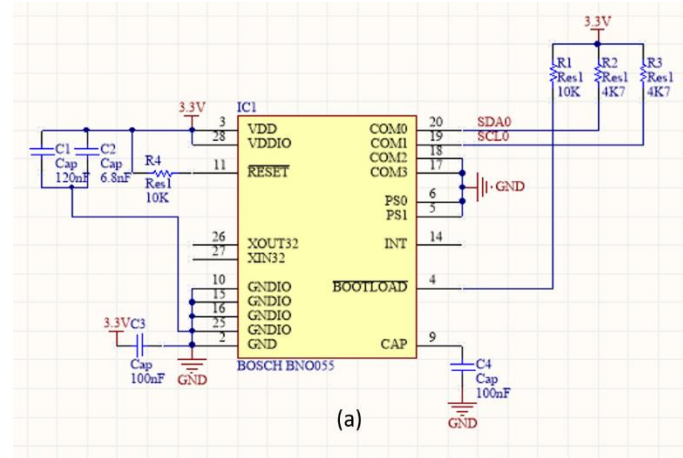 3.3V
R1
Res1
10K
R2
Res1
4K7
R3
Res1
4K7
IC1
3.3V
3 VDD COM0 20 SDA0
28 VDDIO COM1 19 SCL0
COM2 18
11 RESET COM3 17
GND
PS0 6
PS1 5
C1
Cap
120nF
C2
Cap
6.8nF
R4
Res1
10K
26 XOUT32 INT 14
27 XIN32
10 GNDIO BOOTLOAD 4
15 GNDIO
16 GNDIO
25 GNDIO
2 GND CAP 9
3.3V C3
Cap
100nF
GND
BOSCH BNO055
C4
Cap
100nF
GND
(a)